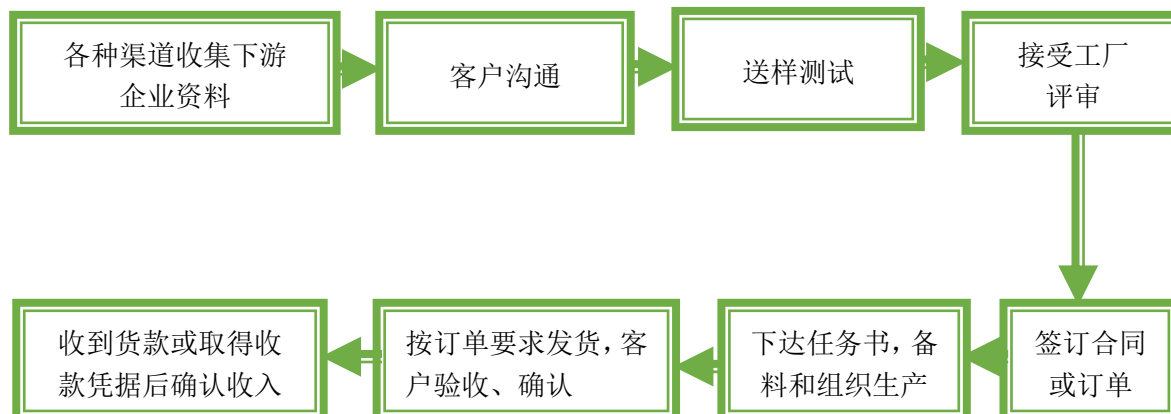 各种渠道收集下游
企业资料
客户沟通
送样测试
接受工厂
评审
签订合同
或订单
下达任务书，备
料和组织生产
按订单要求发货，客
户验收、确认
收到货款或取得收
款凭据后确认收入